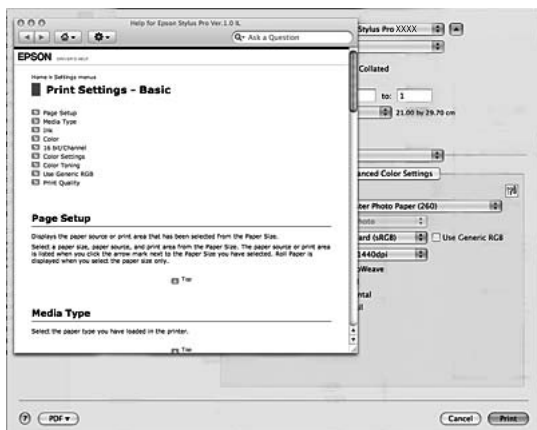 Help for Epson Stylus Pro Ver.1.0 IL
Ask a Question
EPSON
Home > Settings menus
Print Settings - Basic
Page Setup
Media Type
Ink
Color
16 bit/Channel
Color Settings
Color Toning
Use Generic RGB
Print Quality
Page Setup
Displays the paper source or print area that has been selected from the Paper Size.
Select a paper size, paper source, and print area from the Paper Size. The paper source or print area
is listed when you click the arrow mark next to the Paper Size you have selected. Roll Paper is
displayed when you select the paper size only.
Top
Media Type
Select the paper type you have loaded in the printer.
Top
Stylus Pro XXXX
Collated
to: 1
21.00 by 29.70 cm
anced Color Settings
ter Photo Paper (260)
hoto
ard (sRGB)
Use Generic RGB
1440dpi
oWeave
ntal
PDF
Cancel
Print